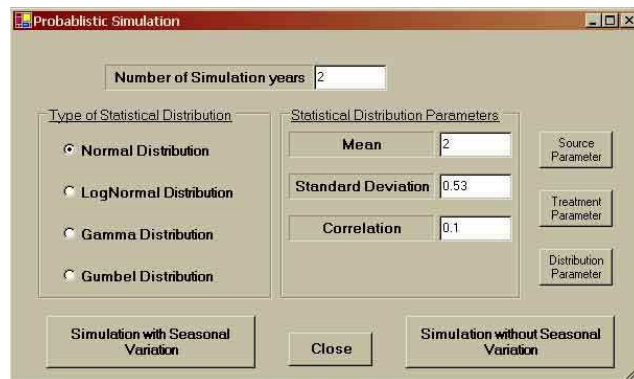 Probablistic Simulation
Number of Simulation years 2
Type of Statistical Distribution
Normal Distribution
LogNormal Distribution
Gamma Distribution
Gumbel Distribution
Statistical Distribution Parameters
Mean 2
Standard Deviation 0.53
Correlation 0.1
Source
Parameter
Treatment
Parameter
Distribution
Parameter
Simulation with Seasonal
Variation
Close
Simulation without Seasonal
Variation